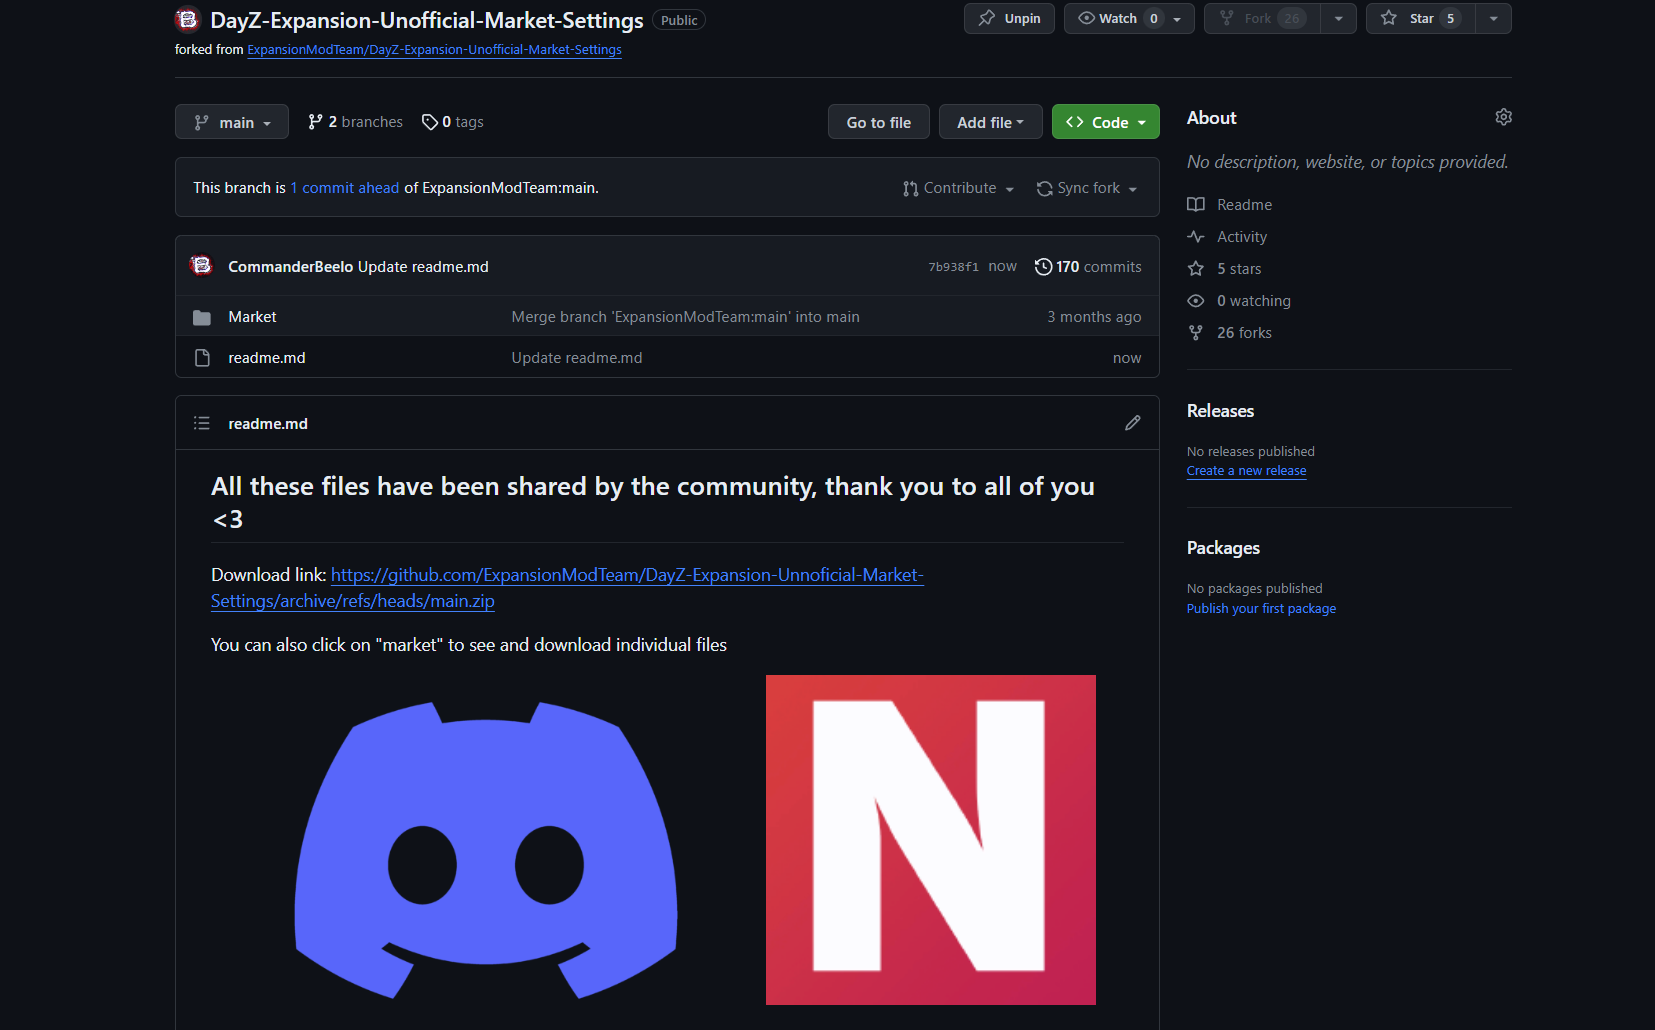 DayZ-Expansion-Unofficial-Market-Settings Public Unpin Watch 0 Fork 26 Star 5
forked from ExpansionModTeam/DayZ-Expansion-Unofficial-Market-Settings
main 2 branches 0 tags Go to file Add file <> Code
This branch is 1 commit ahead of ExpansionModTeam:main. Contribute Sync fork
CommanderBeelo Update readme.md 7b938f1 now 170 commits
Market Merge branch 'ExpansionModTeam:main' into main 3 months ago
readme.md Update readme.md now
readme.md
All these files have been shared by the community, thank you to all of you
<3
Download link: https://github.com/ExpansionModTeam/DayZ-Expansion-Unnoficial-Market-
Settings/archive/refs/heads/main.zip
You can also click on "market" to see and download individual files
N
About
No description, website, or topics provided.
Readme
Activity
5 stars
0 watching
26 forks
Releases
No releases published
Create a new release
Packages
No packages published
Publish your first package